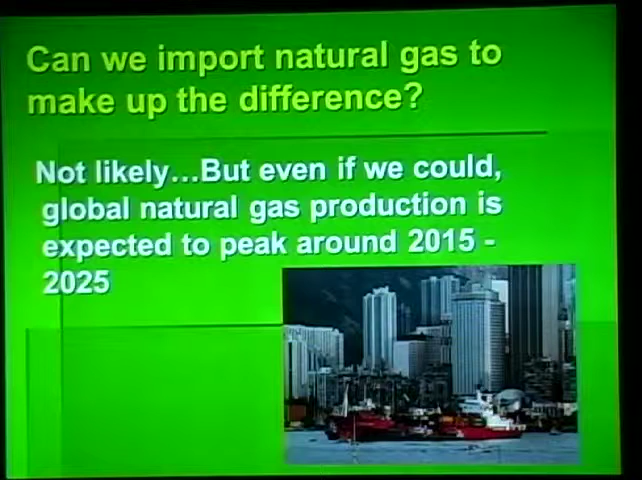 Can we import natural gas to
make up the difference?
Not likely...But even if we could,
global natural gas production is
expected to peak around 2015 -
2025